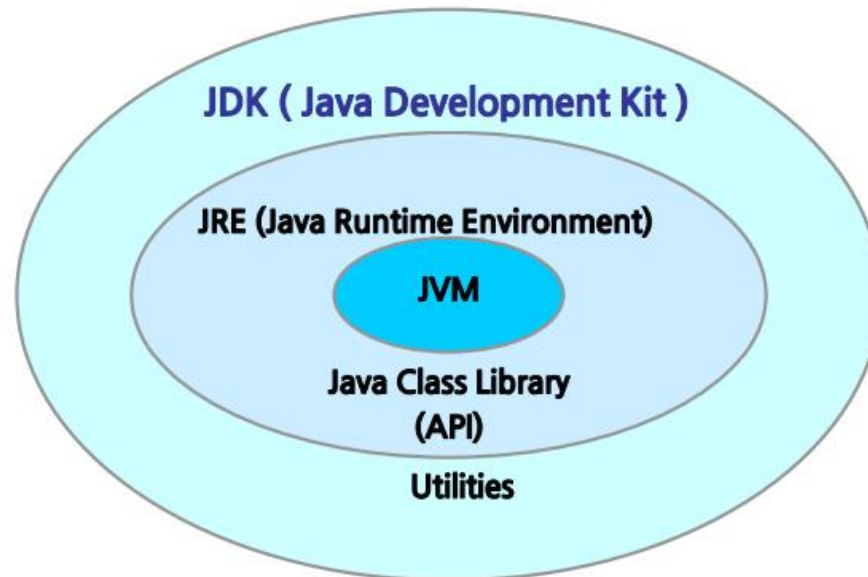 JDK ( Java Development Kit )
JRE (Java Runtime Environment)
JVM
Java Class Library
(API)
Utilities